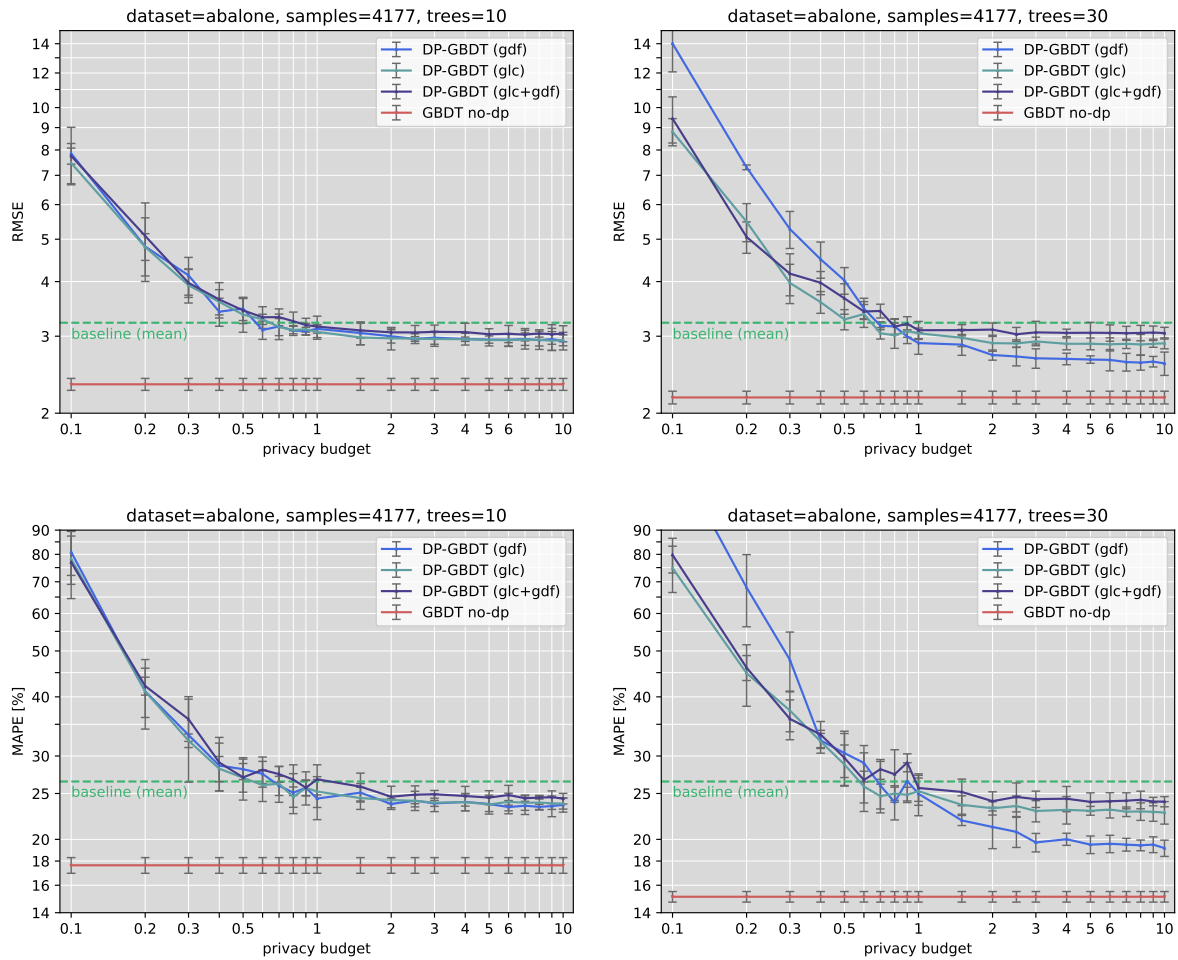 dataset=abalone, samples=4177, trees=10
14
12
10
9
8
7
6
5
4
3
2
RMSE
DP-GBDT (gdf)
DP-GBDT (glc)
DP-GBDT (glc+gdf)
GBDT no-dp
baseline (mean)
0.1 0.2 0.3 0.4 0.5 1 2 3 4 5 6 10
privacy budget
dataset=abalone, samples=4177, trees=30
14
12
10
9
8
7
6
5
4
3
2
RMSE
DP-GBDT (gdf)
DP-GBDT (glc)
DP-GBDT (glc+gdf)
GBDT no-dp
baseline (mean)
0.1 0.2 0.3 0.4 0.5 1 2 3 4 5 6 10
privacy budget
dataset=abalone, samples=4177, trees=10
90
80
70
60
50
40
30
25
20
18
16
14
MAPE [%]
DP-GBDT (gdf)
DP-GBDT (glc)
DP-GBDT (glc+gdf)
GBDT no-dp
baseline (mean)
0.1 0.2 0.3 0.4 0.5 1 2 3 4 5 6 10
privacy budget
dataset=abalone, samples=4177, trees=30
90
80
70
60
50
40
30
25
20
18
16
14
MAPE [%]
DP-GBDT (gdf)
DP-GBDT (glc)
DP-GBDT (glc+gdf)
GBDT no-dp
baseline (mean)
0.1 0.2 0.3 0.4 0.5 1 2 3 4 5 6 10
privacy budget